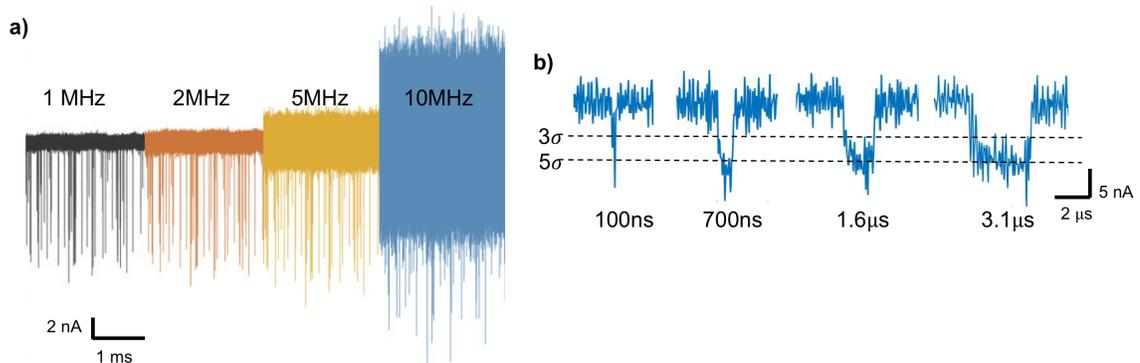 a)
1 MHz
2MHz
5MHz
10MHz
2 nA
1 ms
b)
3σ
5σ
100ns
700ns
1.6µs
3.1µs
5 nA
2 µs